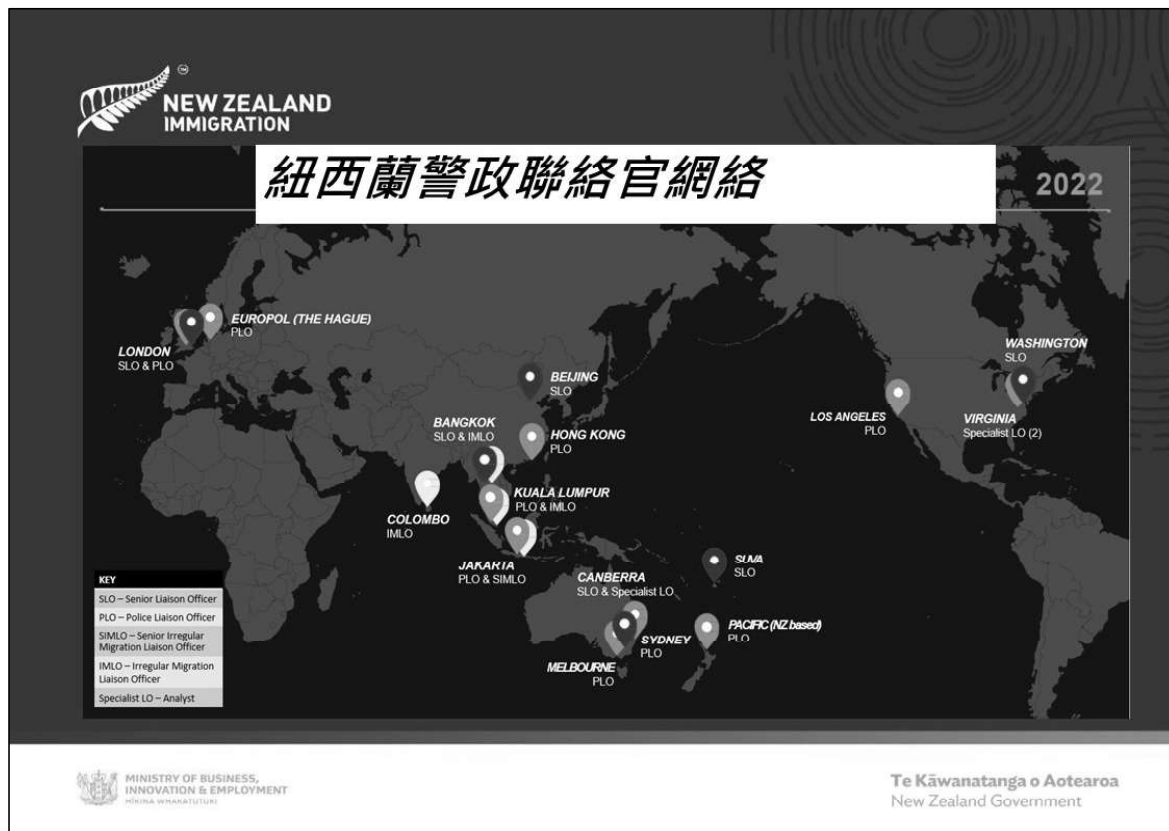 TM
NEW ZEALAND
IMMIGRATION
紐西蘭警政聯絡官網絡
2022
EUROPOL (THE HAGUE)
PLO
LONDON
SLO & PLO
WASHINGTON
SLO
BEIJING
SLO
LOS ANGELES
PLO
VIRGINIA
Specialist LO (2)
BANGKOK
SLO & IMLO
HONG KONG
PLO
KUALA LUMPUR
PLO & IMLO
COLOMBO
IMLO
JAKARTA
PLO & SIMLO
SUVA
SLO
CANBERRA
SLO & Specialist LO
PACIFIC (NZ based)
PLO
SYDNEY
PLO
MELBOURNE
PLO
KEY
SLO – Senior Liaison Officer
PLO – Police Liaison Officer
SIMLO – Senior Irregular
Migration Liaison Officer
IMLO – Irregular Migration
Liaison Officer
Specialist LO – Analyst
MINISTRY OF BUSINESS,
INNOVATION & EMPLOYMENT
HĪKINA WHAKATUTUKI
Te Kāwanatanga o Aotearoa
New Zealand Government